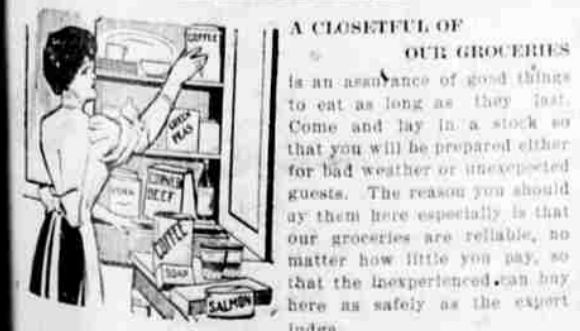 A CLOSETFUL OF
OUR GROCERIES
is an assurance of good things
to eat as long as they last.
Come and lay in a stock so
that you will be prepared either
for bad weather or unexpected
guests. The reason you should
uy them here especially is that
our groceries are reliable, no
matter how little you pay, so
that the inexperienced can buy
here as safely as the expert
judge.
COFFEE
GREEN
PEAS
CORN
CORNED
BEEF
COFFEE
SOAP
SALMON